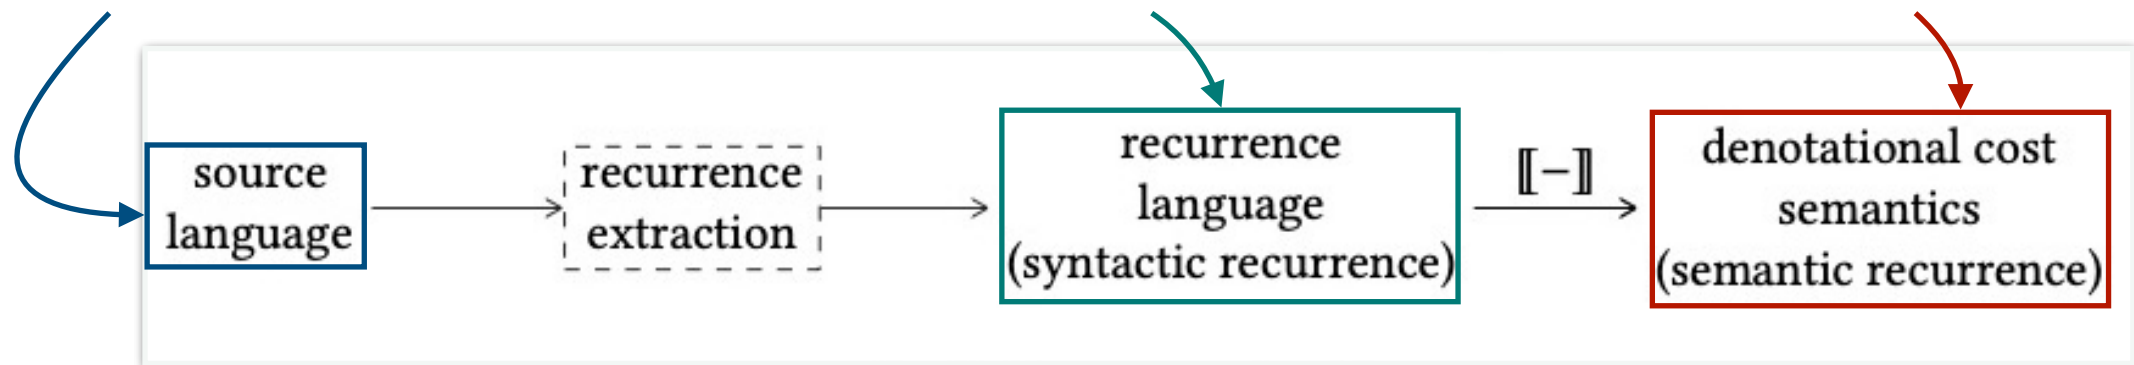 source
language
recurrence
extraction
recurrence
language
(syntactic recurrence)
⟦−⟧
denotational cost
semantics
(semantic recurrence)